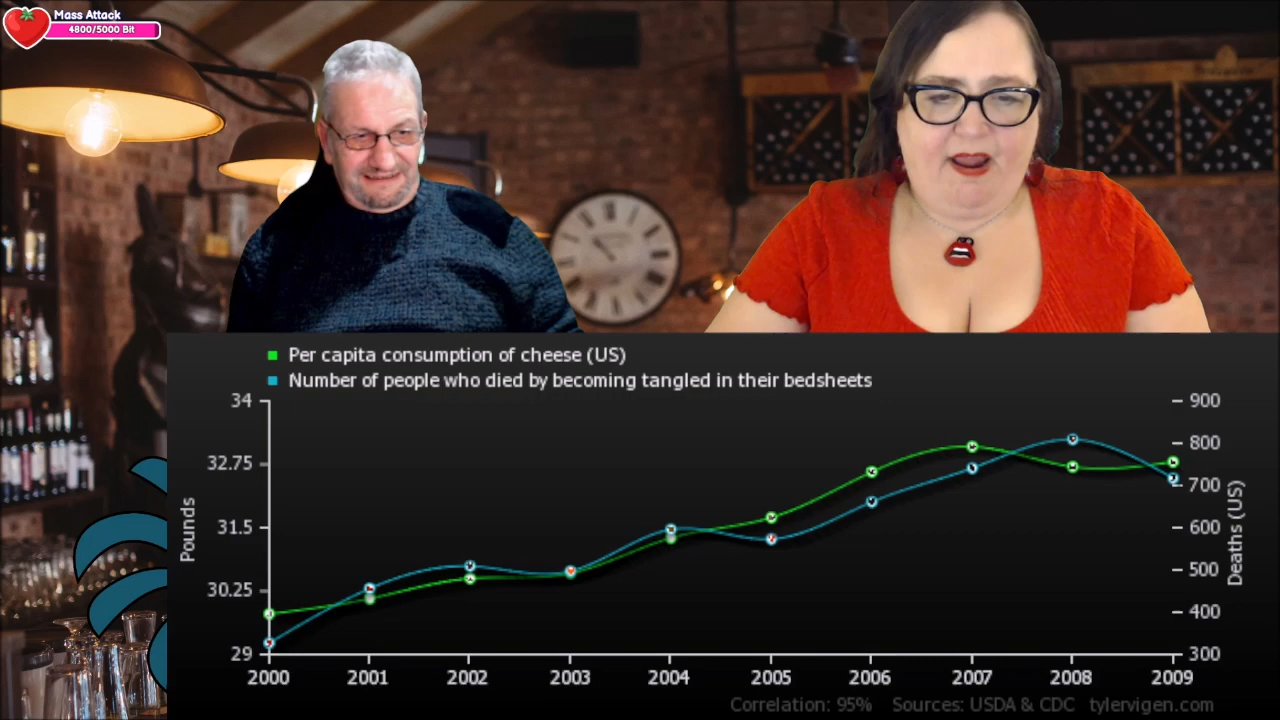 Mass Attack
4800/5000 Bit
Per capita consumption of cheese (US)
Number of people who died by becoming tangled in their bedsheets
34
32.75
31.5
30.25
29
Pounds
900
800
700
600
500
400
300
Deaths (US)
2000 2001 2002 2003 2004 2005 2006 2007 2008 2009
Correlation: 95% Sources: USDA & CDC tylervigen.com